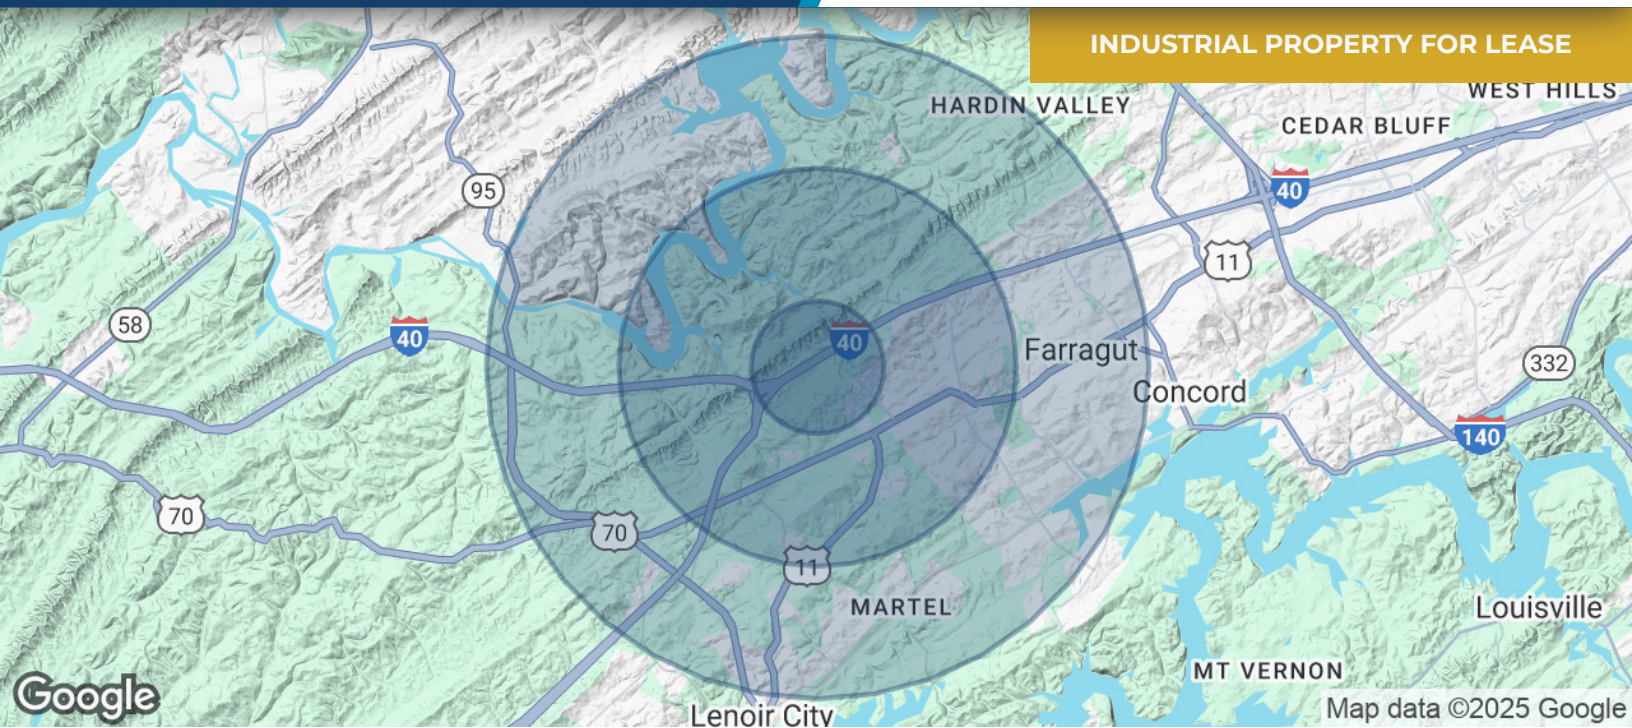 INDUSTRIAL PROPERTY FOR LEASE
WEST HILLS
HARDIN VALLEY
CEDAR BLUFF
95
40
11
58
40
40
Farragut
332
Concord
140
70
70
11
MARTEL
Louisville
MT VERNON
Google
Lenoir City
Map data ©2025 Google